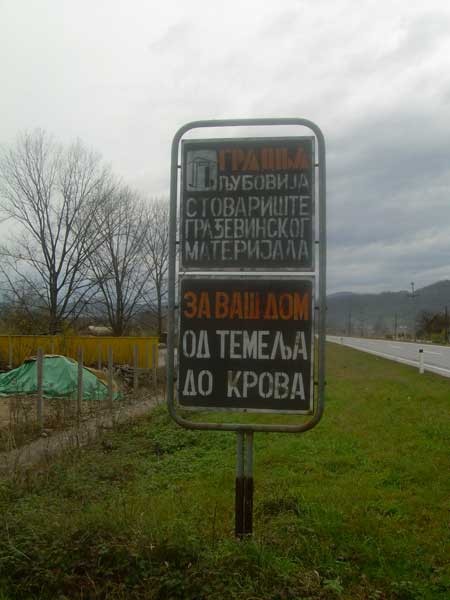 ГРАДЊА
ЉУБОВИЈА
СТОВАРИШТЕ
ГРАЂЕВИНСКОГ
МАТЕРИЈАЛА
ЗА ВАШ ДОМ
ОД ТЕМЕЉА
ДО КРОВА